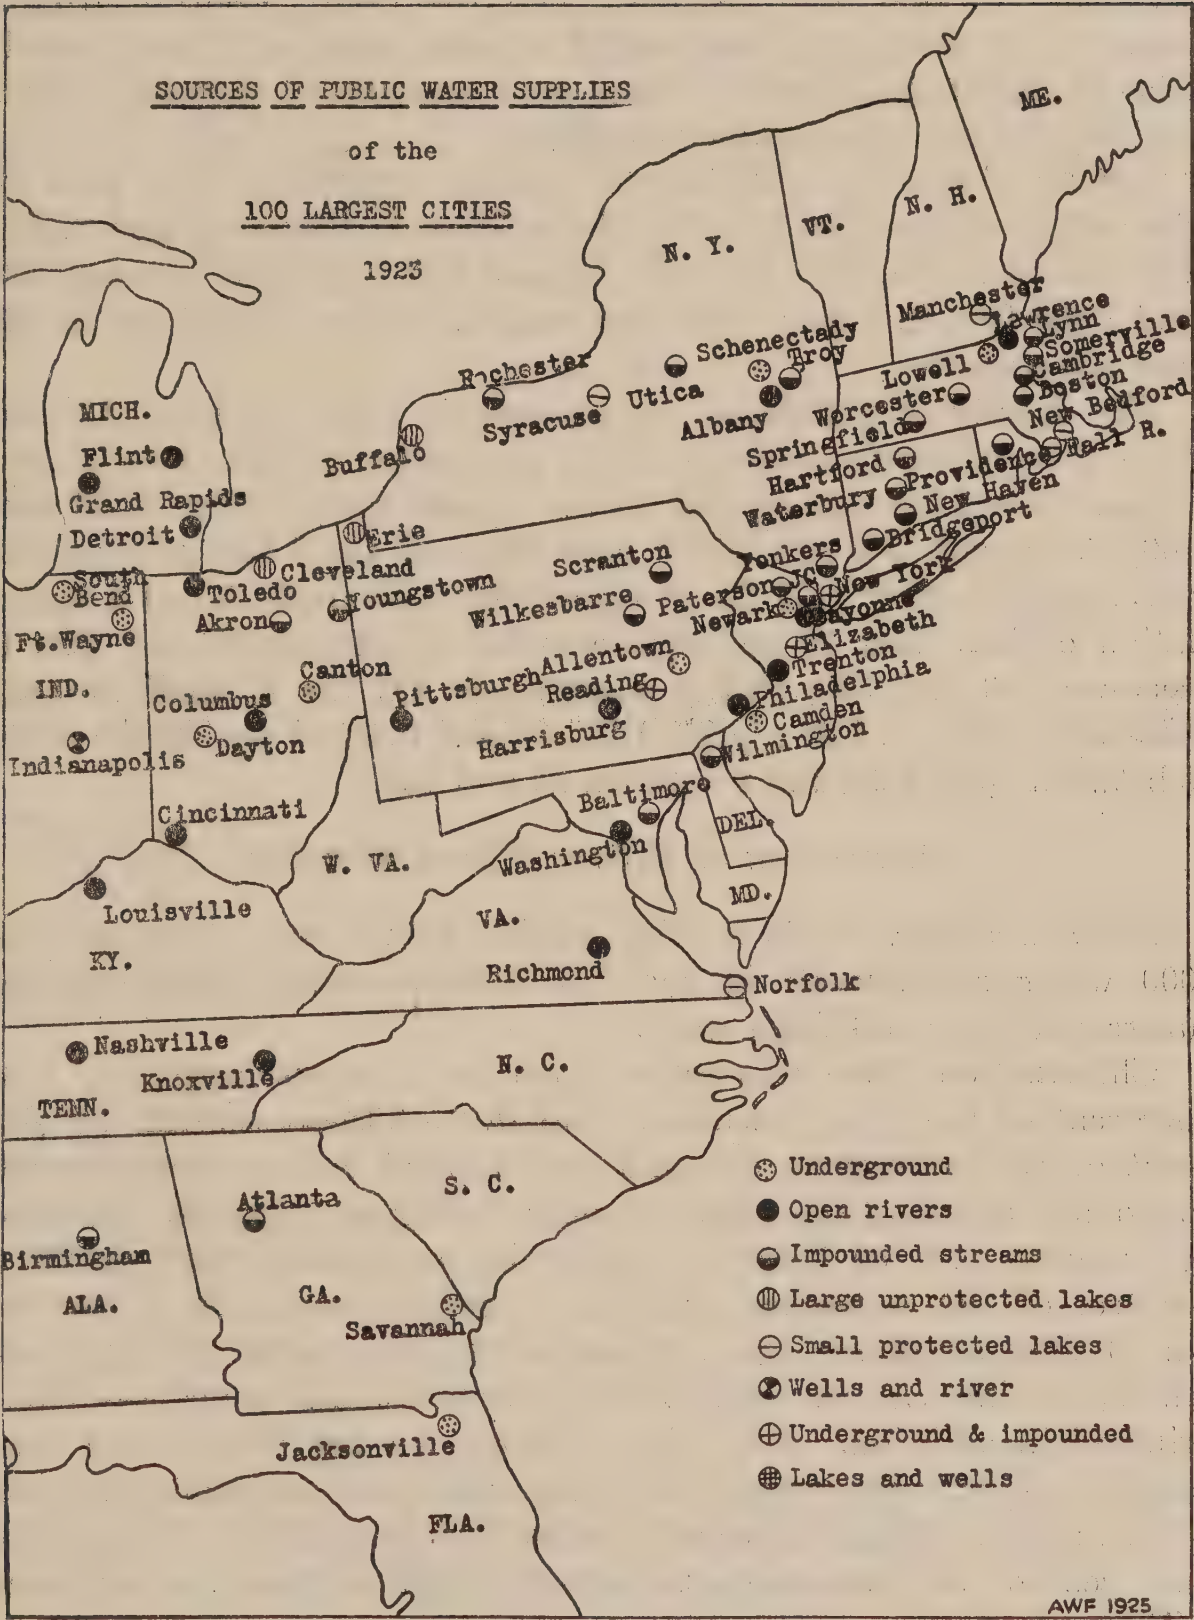 SOURCES OF PUBLIC WATER SUPPLIES
of the
100 LARGEST CITIES
1923
ME.
N. H.
VT.
N. Y.
Manchester
Lawrence
Lynn
Somerville
Cambridge
Boston
New Bedford
Fall R.
Lowell
Worcester
Springfield
Hartford
Providence
Waterbury
New Haven
Bridgeport
Schenectady
Troy
Albany
Utica
Syracuse
Rochester
Buffalo
MICH.
Flint
Grand Rapids
Detroit
Erie
Cleveland
Toledo
Youngstown
Akron
South
Bend
Ft.Wayne
IND.
Indianapolis
Canton
Columbus
Dayton
Cincinnati
Scranton
Wilkesbarre
Allentown
Reading
Pittsburgh
Harrisburg
Yonkers
Paterson
JC
New York
Newark
Bayonne
Elizabeth
Trenton
Philadelphia
Camden
Wilmington
Baltimore
DEL.
MD.
Washington
W. VA.
VA.
Richmond
Norfolk
Louisville
KY.
Nashville
Knoxville
TENN.
N. C.
S. C.
Atlanta
Birmingham
ALA.
GA.
Savannah
Jacksonville
FLA.
Underground
Open rivers
Impounded streams
Large unprotected lakes
Small protected lakes
Wells and river
Underground & impounded
Lakes and wells
AWF 1925